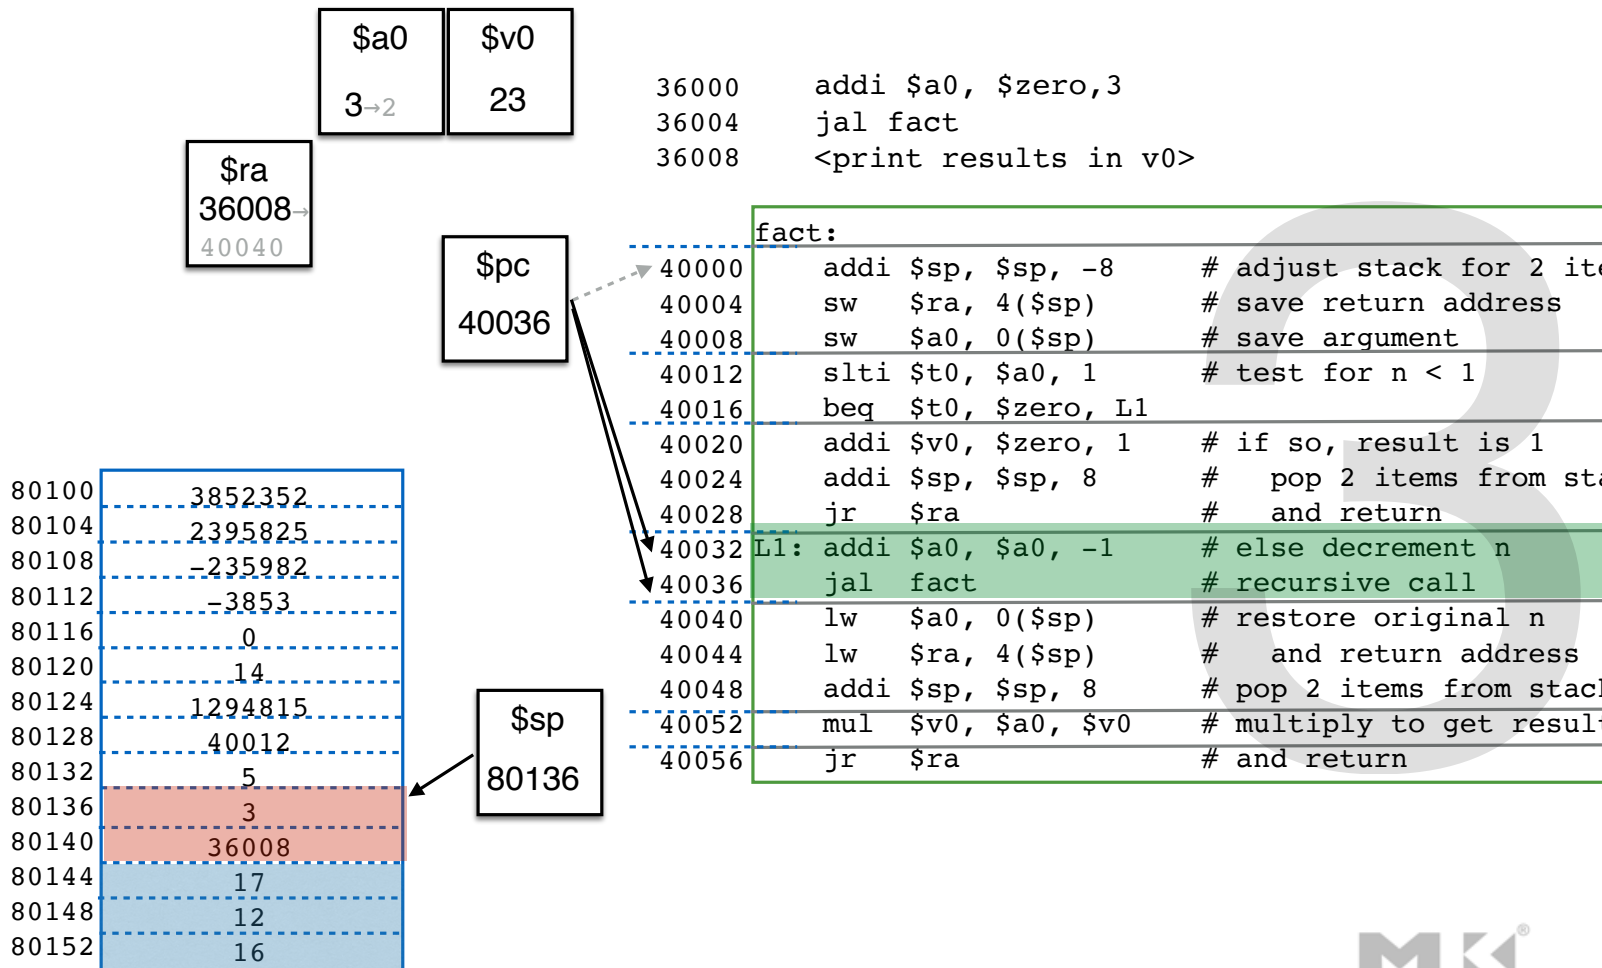 $a0 $v0
3→2 23
36000 addi $a0, $zero,3
36004 jal fact
36008 <print results in v0>
$ra
36008→
40040
$pc
40036
fact:
40000 addi $sp, $sp, -8 # adjust stack for 2 ite
40004 sw $ra, 4($sp) # save return address
40008 sw $a0, 0($sp) # save argument
40012 slti $t0, $a0, 1 # test for n < 1
40016 beq $t0, $zero, L1
40020 addi $v0, $zero, 1 # if so, result is 1
40024 addi $sp, $sp, 8 # pop 2 items from sta
40028 jr $ra # and return
40032 L1: addi $a0, $a0, -1 # else decrement n
40036 jal fact # recursive call
40040 lw $a0, 0($sp) # restore original n
40044 lw $ra, 4($sp) # and return address
40048 addi $sp, $sp, 8 # pop 2 items from stack
40052 mul $v0, $a0, $v0 # multiply to get result
40056 jr $ra # and return
3
80100 3852352
80104 2395825
80108 -235982
80112 -3853
80116 0
80120 14
80124 1294815
80128 40012
80132 5
80136 3
80140 36008
80144 17
80148 12
80152 16
$sp
80136
MK®